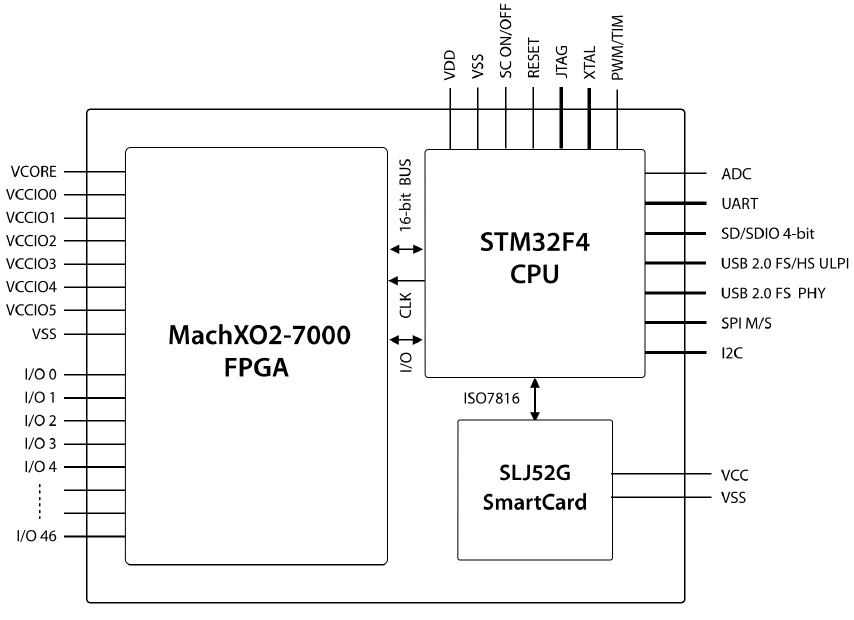 VDD
VSS
SC ON/OFF
RESET
JTAG
XTAL
PWM/TIM
VCORE
VCCIO0
VCCIO1
VCCIO2
VCCIO3
VCCIO4
VCCIO5
VSS
I/O 0
I/O 1
I/O 2
I/O 3
I/O 4
I/O 46
MachXO2-7000
FPGA
16-bit BUS
CLK
I/O
STM32F4
CPU
ADC
UART
SD/SDIO 4-bit
USB 2.0 FS/HS ULPI
USB 2.0 FS PHY
SPI M/S
I2C
ISO7816
SLJ52G
SmartCard
VCC
VSS